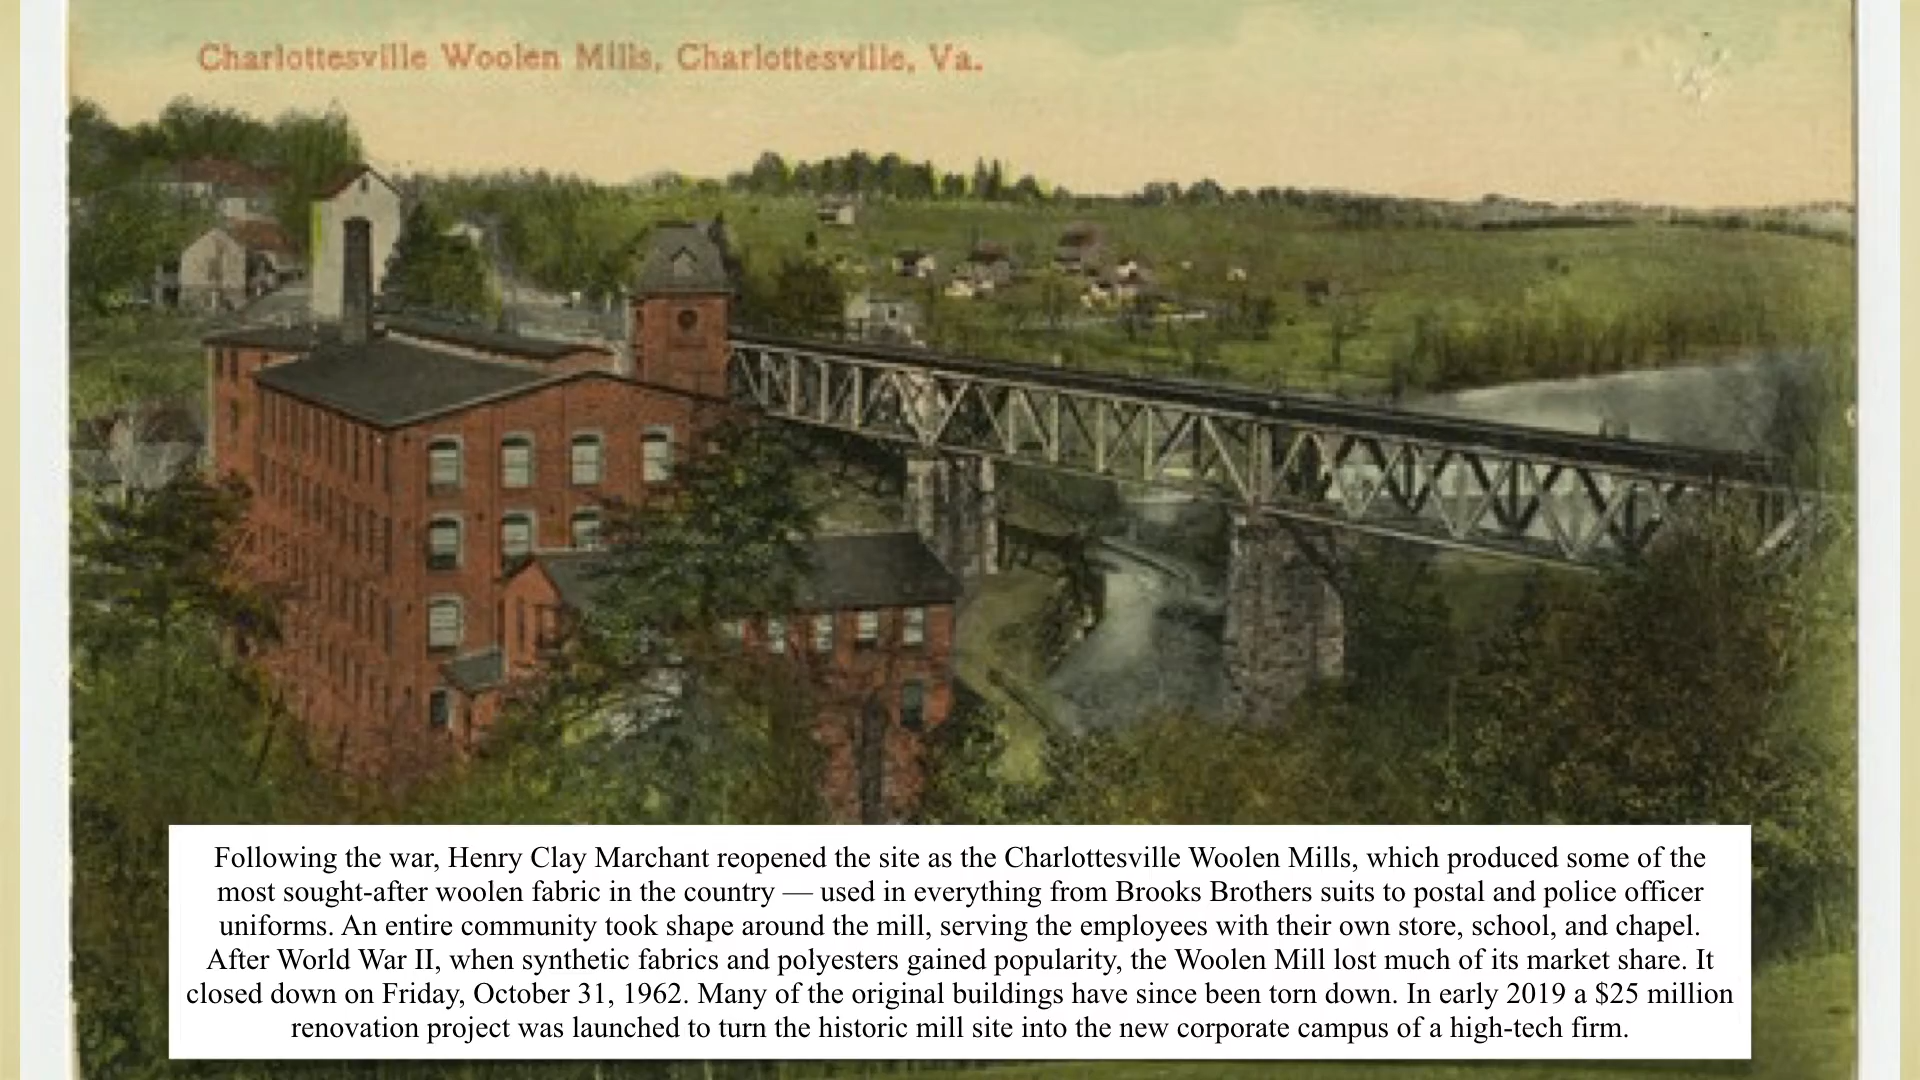 Charlottesville Woolen Mills, Charlottesville, Va.
Following the war, Henry Clay Marchant reopened the site as the Charlottesville Woolen Mills, which produced some of the
most sought-after woolen fabric in the country — used in everything from Brooks Brothers suits to postal and police officer
uniforms. An entire community took shape around the mill, serving the employees with their own store, school, and chapel.
After World War II, when synthetic fabrics and polyesters gained popularity, the Woolen Mill lost much of its market share. It
closed down on Friday, October 31, 1962. Many of the original buildings have since been torn down. In early 2019 a $25 million
renovation project was launched to turn the historic mill site into the new corporate campus of a high-tech firm.